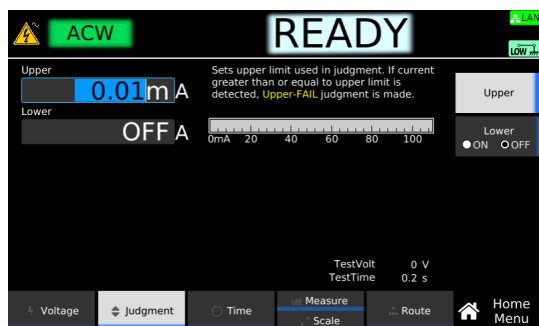 ACW
READY
LAN
LOW
Upper
0.01m A
Lower
OFF A
Sets upper limit used in judgment. If current
greater than or equal to upper limit is
detected, Upper-FAIL judgment is made.
0mA 20 40 60 80 100
Upper
Lower
ON OFF
TestVolt 0 V
TestTime 0.2 s
Voltage
Judgment
Time
Measure
Scale
Route
Home
Menu